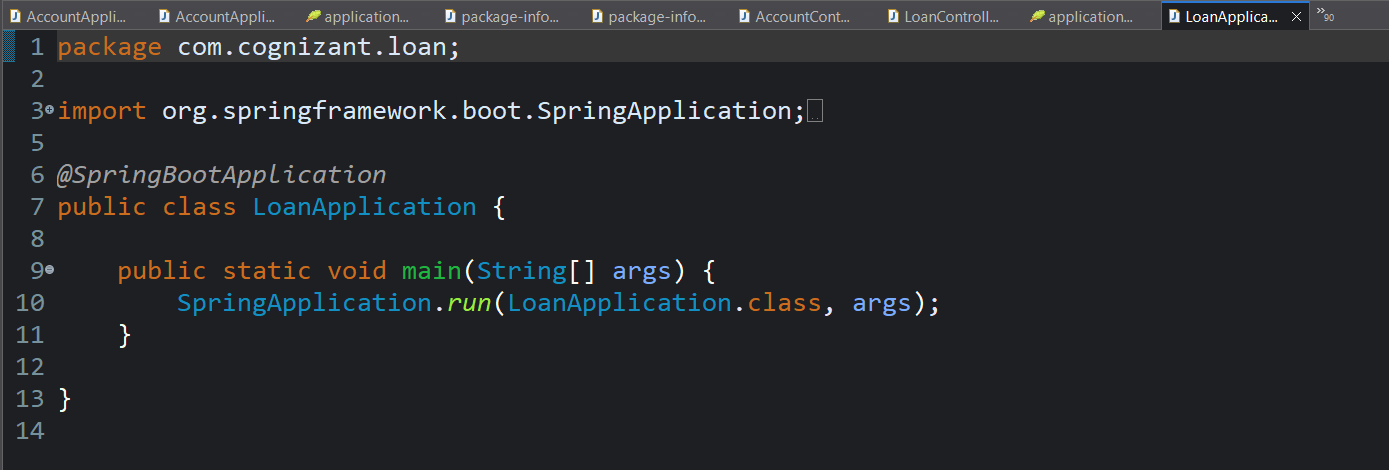 AccountAppli... AccountAppli... application... package-info... package-info... AccountCont... LoanControll... application... LoanApplica... »90
1 package com.cognizant.loan;
2
3 import org.springframework.boot.SpringApplication;
5
6 @SpringBootApplication
7 public class LoanApplication {
8
9 public static void main(String[] args) {
10 SpringApplication.run(LoanApplication.class, args);
11 }
12
13 }
14